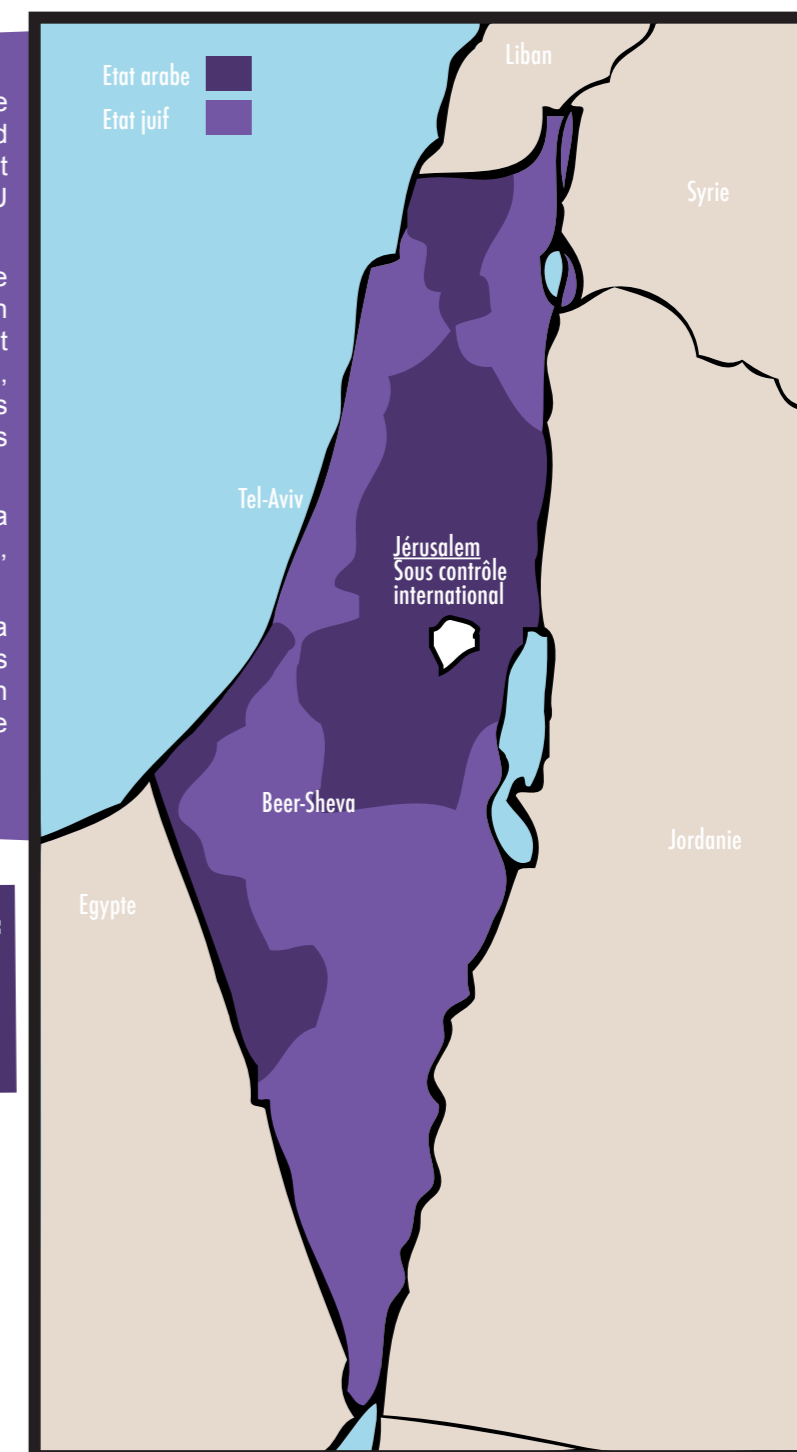 Etat arabe
Etat juif
Liban
Syrie
Tel-Aviv
Jérusalem
Sous contrôle
international
Beer-Sheva
Jordanie
Egypte